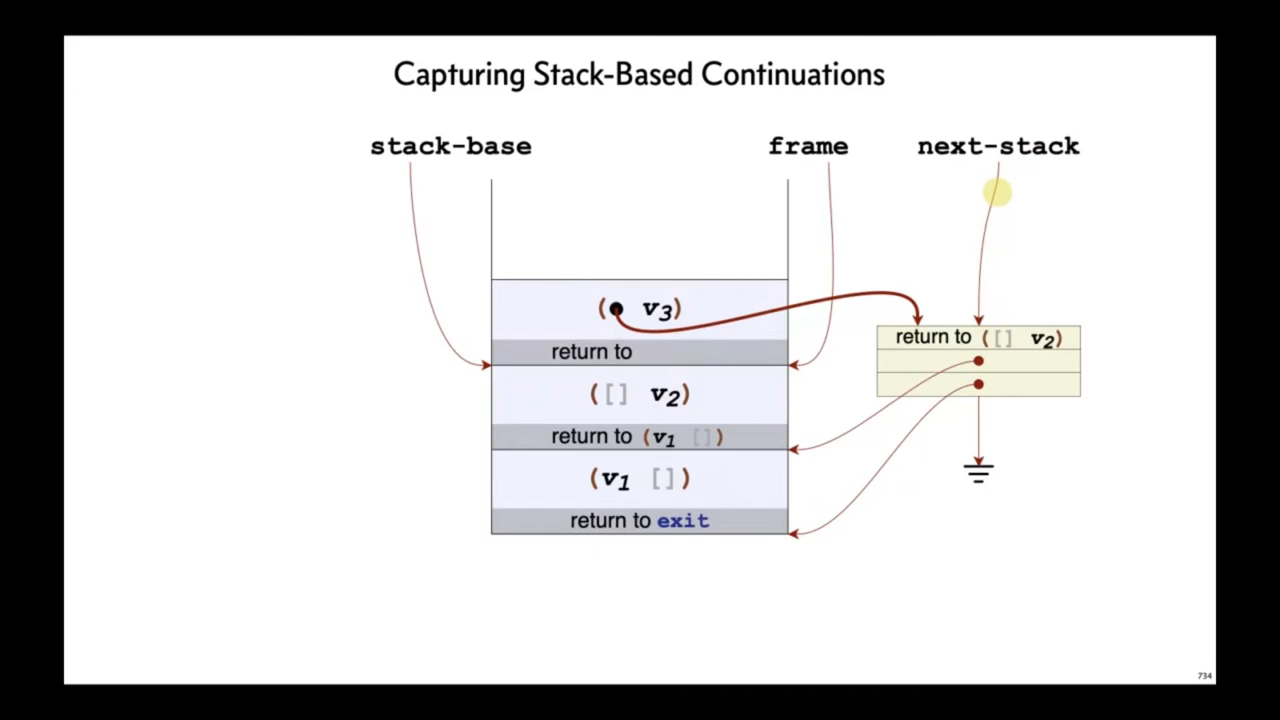 Capturing Stack-Based Continuations
stack-base frame next-stack
(● v₃)
return to
return to ([] v₂)
([] v₂)
return to (v₁ [])
(v₁ [])
return to exit
734